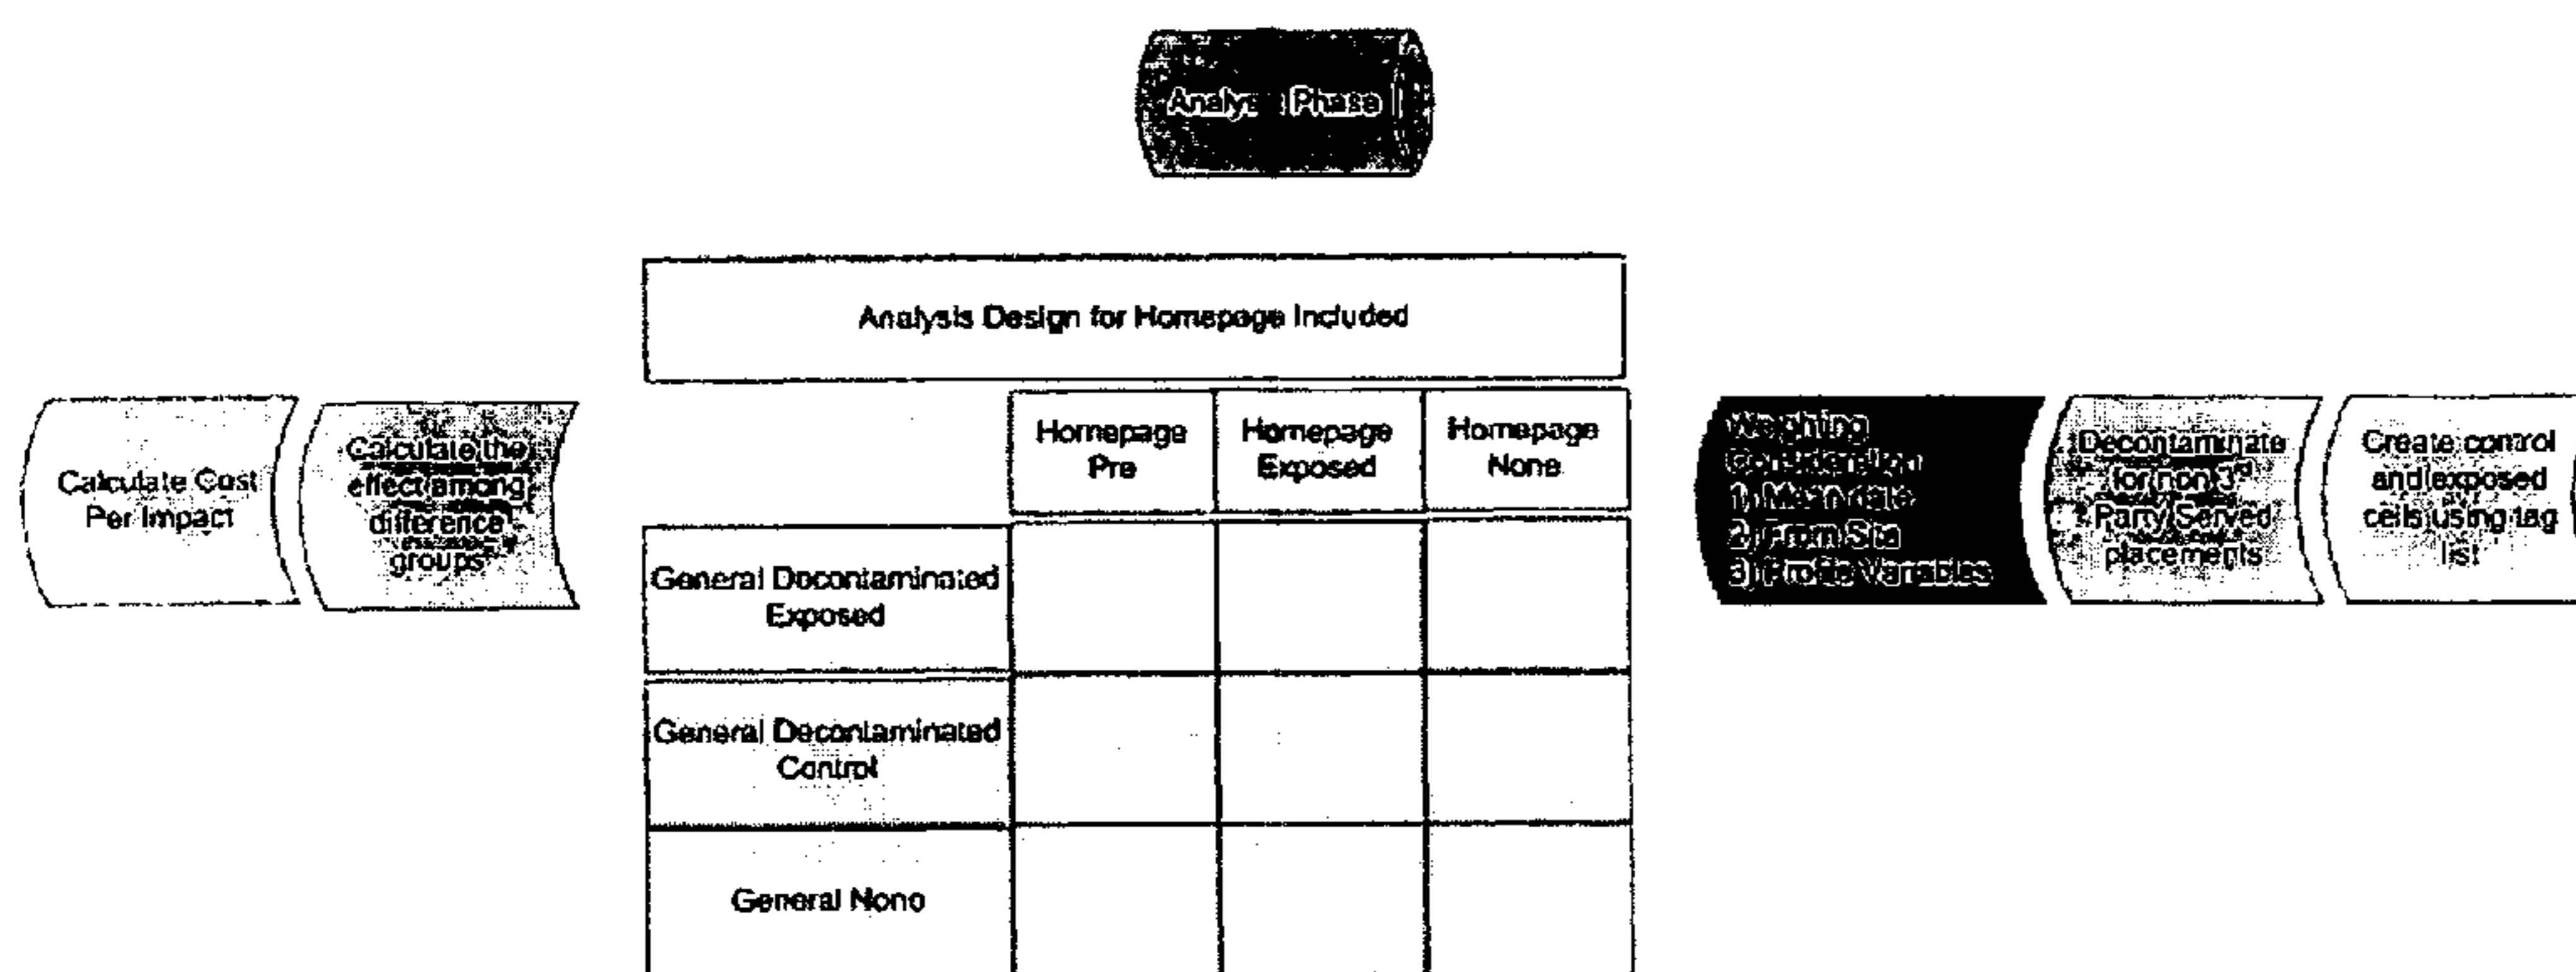 Analysis Phase
Analysis Design for Homepage Included
Homepage
Pre
Homepage
Exposed
Homepage
None
General Decontaminated
Exposed
General Decontaminated
Control
General None
Calculate Cost
Per Impact
Calculate the
effect among
difference
groups
Weighting
Consideration
1) Mean date
2) From Site
3) Profile Variables
Decontaminate
for non 3rd
Party Served
placements
Create control
and exposed
cells using tag
list